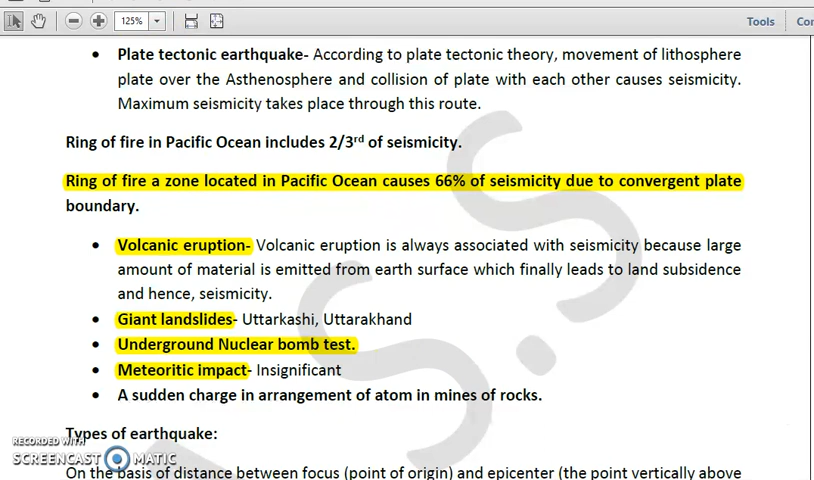 125%
Tools
Con
• Plate tectonic earthquake- According to plate tectonic theory, movement of lithosphere
plate over the Asthenosphere and collision of plate with each other causes seismicity.
Maximum seismicity takes place through this route.
Ring of fire in Pacific Ocean includes 2/3rd of seismicity.
Ring of fire a zone located in Pacific Ocean causes 66% of seismicity due to convergent plate
boundary.
• Volcanic eruption- Volcanic eruption is always associated with seismicity because large
amount of material is emitted from earth surface which finally leads to land subsidence
and hence, seismicity.
• Giant landslides- Uttarkashi, Uttarakhand
• Underground Nuclear bomb test.
• Meteoritic impact- Insignificant
• A sudden charge in arrangement of atom in mines of rocks.
Types of earthquake:
RECORDED WITH
SCREENCAST MATIC
On the basis of distance between focus (point of origin) and epicenter (the point vertically above